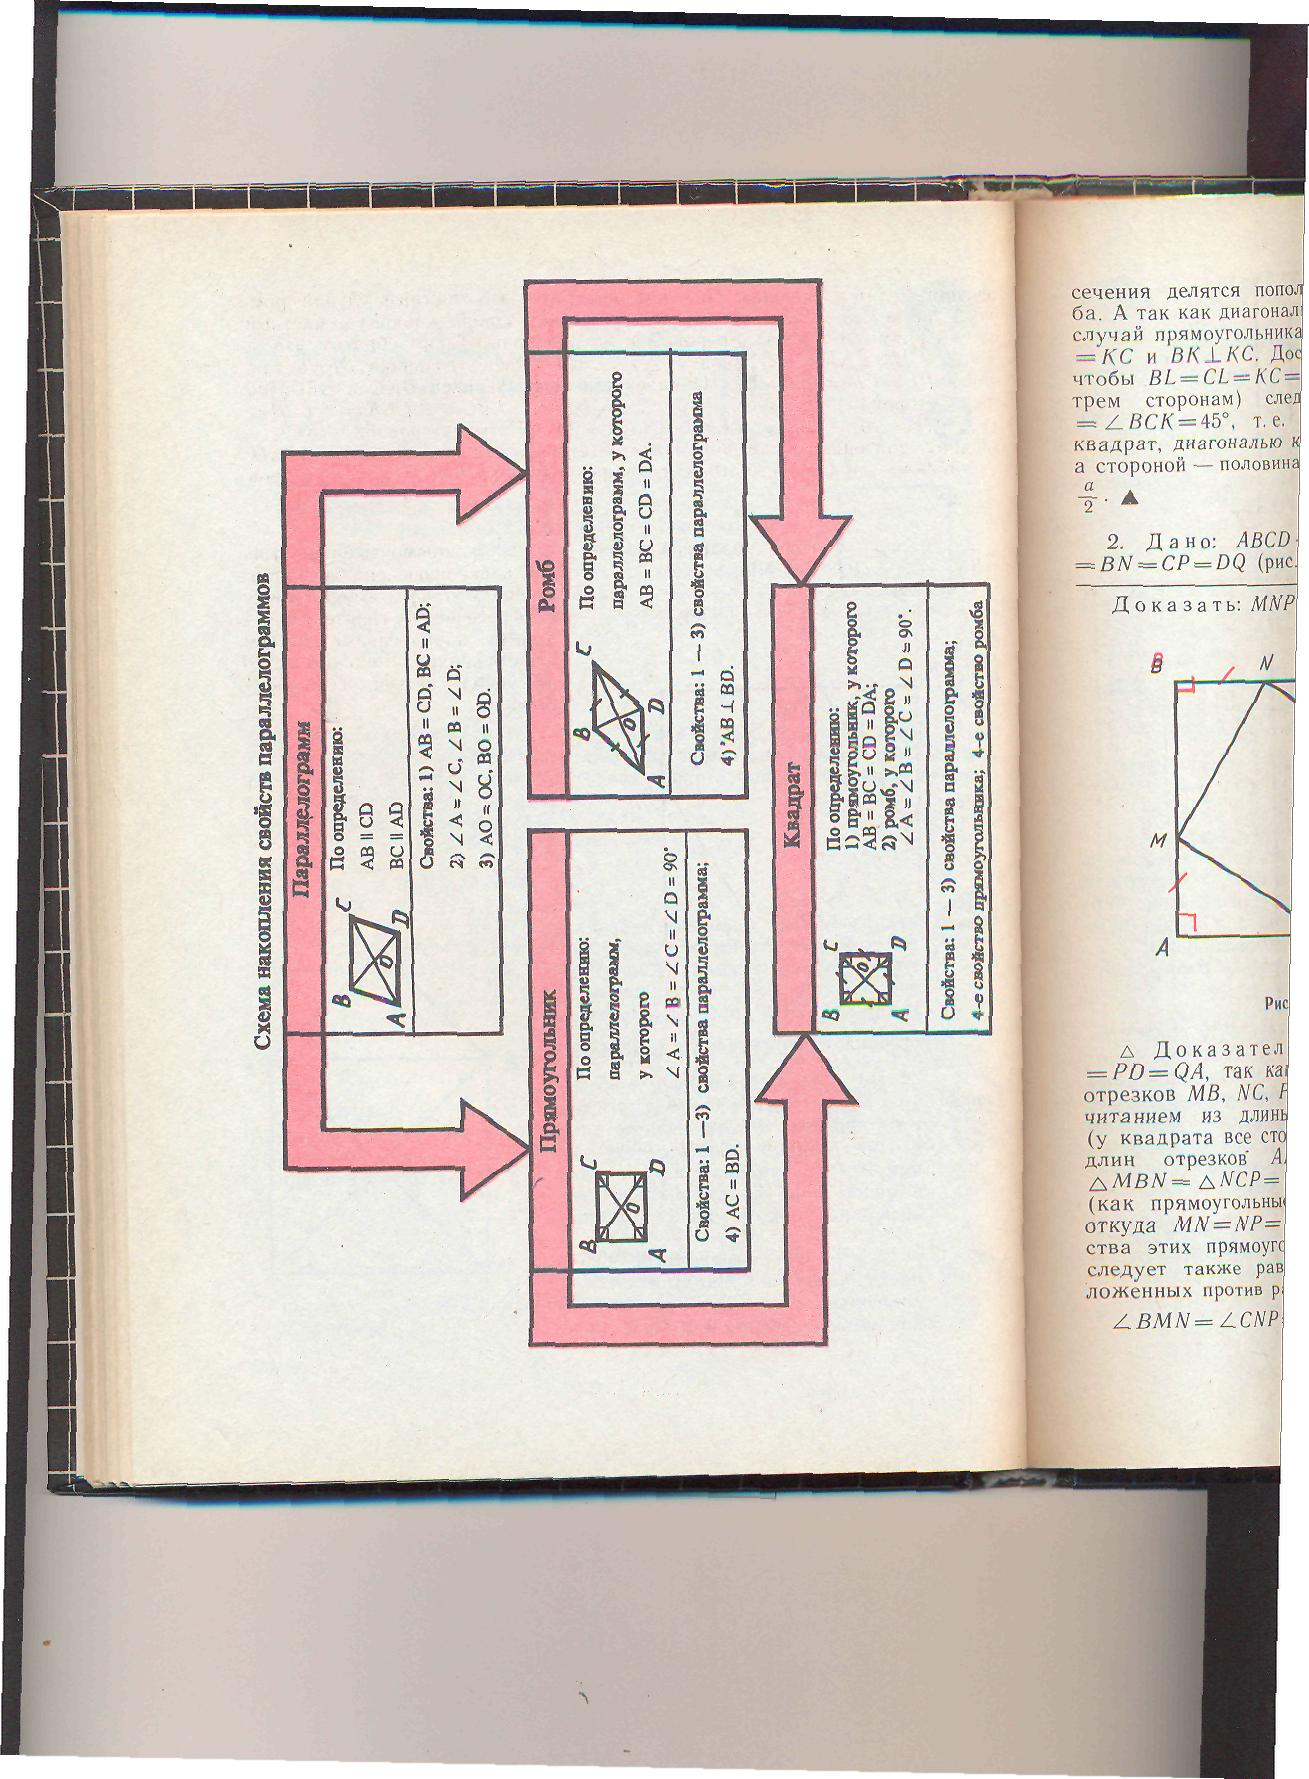 Схема накопления свойств параллелограммов
Параллелограмм
B
C
A
D
O
По определению:
AB || CD
BC || AD
Свойства: 1) AB = CD, BC = AD;
2) ∠A = ∠C, ∠B = ∠D;
3) AO = OC, BO = OD.
Прямоугольник
B
C
A
D
O
По определению:
параллелограмм,
у которого
∠A = ∠B = ∠C = ∠D = 90°
Свойства: 1 — 3) свойства параллелограмма;
4) AC = BD.
Ромб
B
C
A
D
O
По определению:
параллелограмм, у которого
AB = BC = CD = DA.
Свойства: 1 — 3) свойства параллелограмма
4) AB ⊥ BD.
Квадрат
B
C
A
D
O
По определению:
1) прямоугольник, у которого
AB = BC = CD = DA;
2) ромб, у которого
∠A = ∠B = ∠C = ∠D = 90°.
Свойства: 1 — 3) свойства параллелограмма;
4-е свойство прямоугольника; 4-е свойство ромба
сечения делятся попол
ба. А так как диагонал
случай прямоугольника
=KC и BK⊥KC. Дос
чтобы BL=CL=KC=
трем сторонам) след
=∠BCK=45°, т. е.
квадрат, диагональю к
а стороной — половина
a/2. ▲
2. Дано: ABCD
=BN=CP=DQ (рис.
Доказать: MNP
B
N
M
A
Рис
△ Доказател
=PD=QA, так ка
отрезков MB, NC,
читанием из длины
(у квадрата все сто
длин отрезков A
△MBN=△NCP=
(как прямоугольны
откуда MN=NP=
ства этих прямоуго
следует также рав
ложенных против р
∠BMN=∠CNP